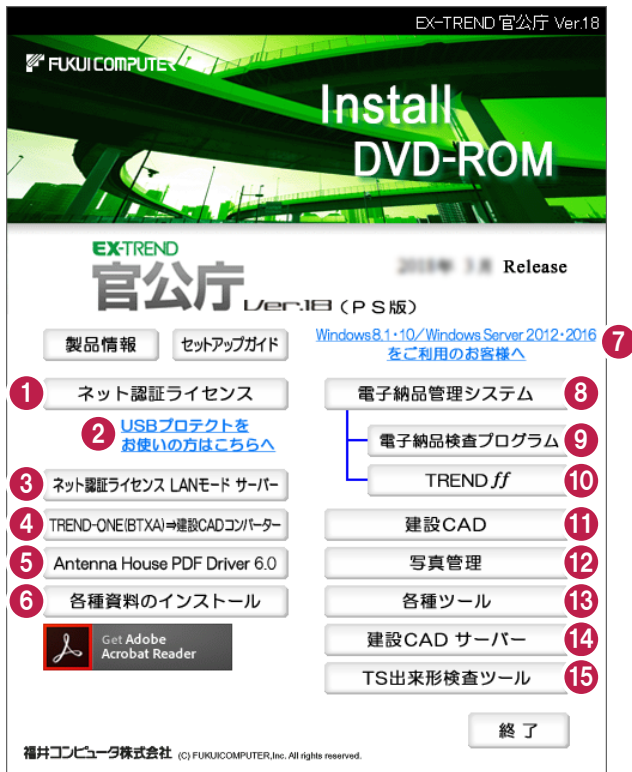 EX-TREND 官公庁 Ver.18
FUKUI COMPUTER
Install
DVD-ROM
EX-TREND
官公庁 Ver.18 (PS版)
Release
製品情報
セットアップガイド
Windows8.1・10/Windows Server 2012・2016
をご利用のお客様へ
7
1
ネット認証ライセンス
2
USBプロテクトを
お使いの方はこちらへ
3
ネット認証ライセンス LANモード サーバー
4
TREND-ONE(BTXA)⇒建設CADコンバーター
5
Antenna House PDF Driver 6.0
6
各種資料のインストール
Get Adobe
Acrobat Reader
電子納品管理システム
8
電子納品検査プログラム
9
TREND ff
10
建設CAD
11
写真管理
12
各種ツール
13
建設CAD サーバー
14
TS出来形検査ツール
15
終了
福井コンピュータ株式会社 (C) FUKUICOMPUTER,Inc. All rights reserved.